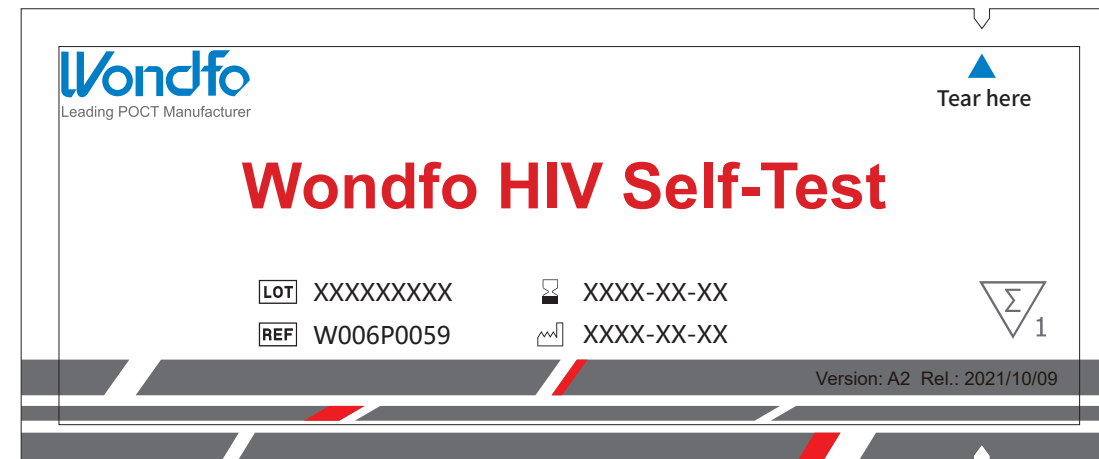 Wondfo
Leading POCT Manufacturer
Tear here
Wondfo HIV Self-Test
LOT XXXXXXXXX XXXX-XX-XX
REF W006P0059 XXXX-XX-XX
Σ 1
Version: A2 Rel.: 2021/10/09